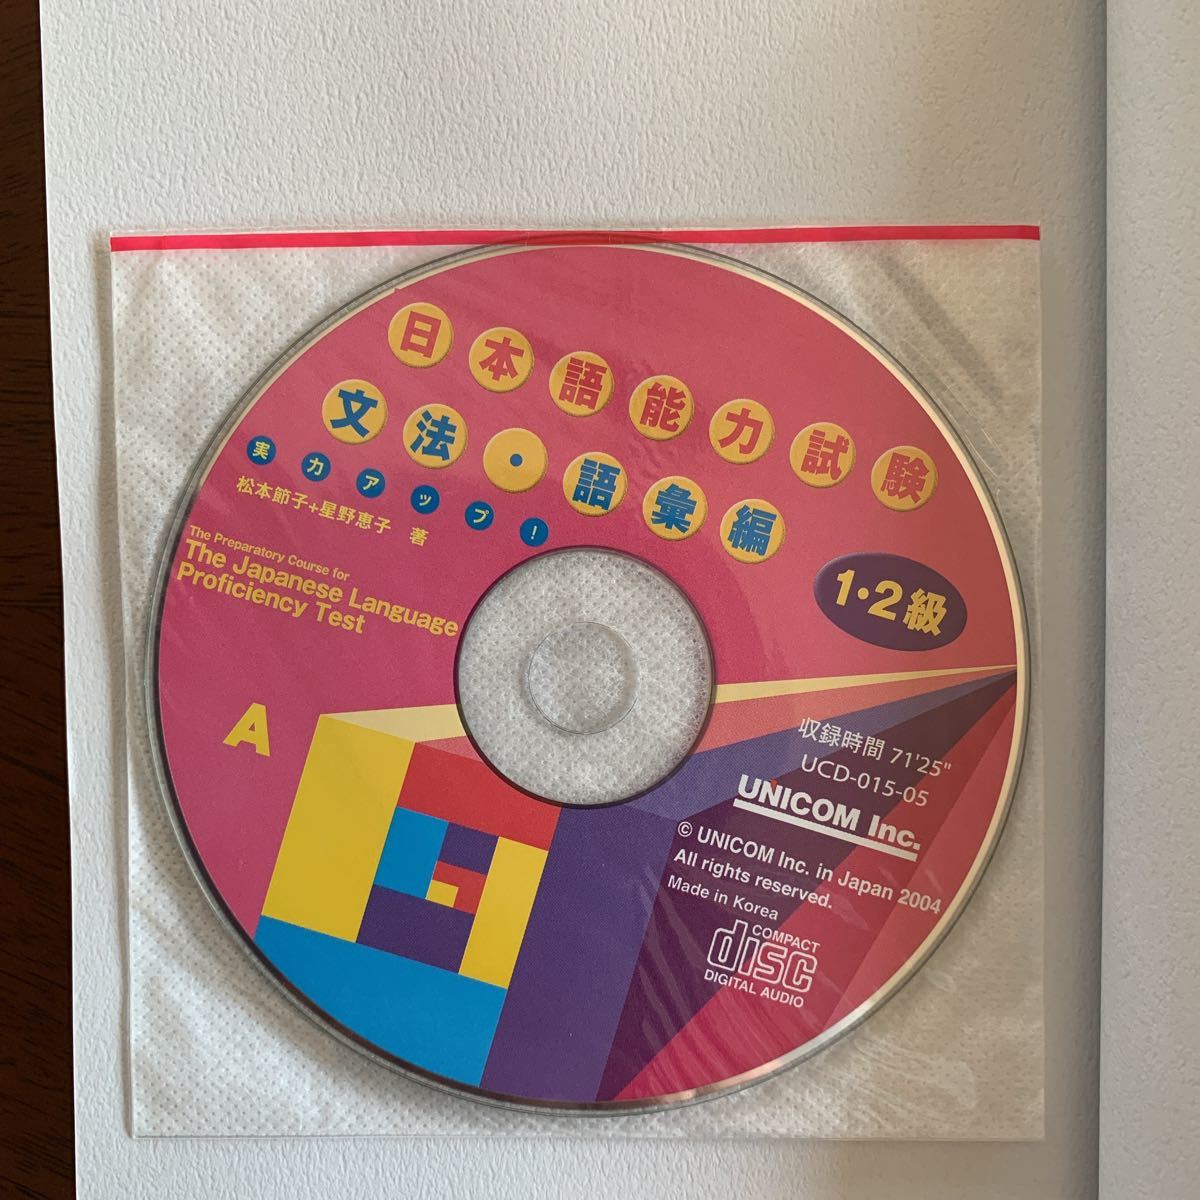 日本語能力試験
文法・語彙編
実力アップ!
松本節子+星野恵子 著
The Preparatory Course for
The Japanese Language
Proficiency Test
1・2級
A
収録時間 71'25"
UCD-015-05
UNICOM Inc.
© UNICOM Inc. in Japan 2004
All rights reserved.
Made in Korea
COMPACT
disc
DIGITAL AUDIO